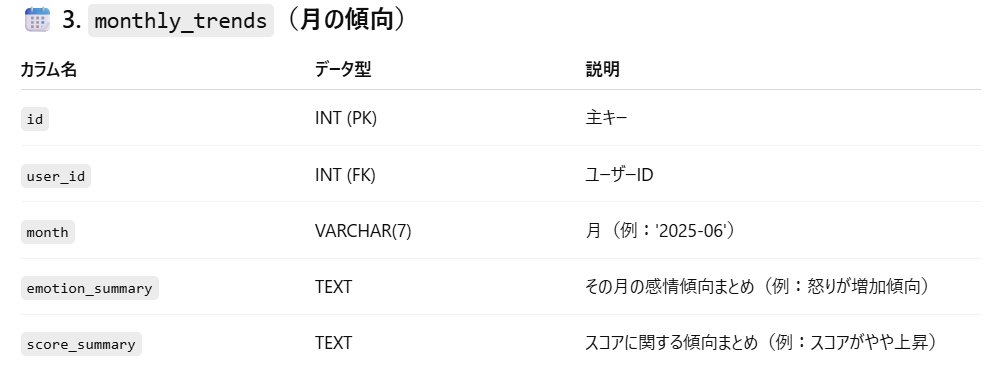 3. monthly_trends（月の傾向）
カラム名 データ型 説明
id INT (PK) 主キー
user_id INT (FK) ユーザーID
month VARCHAR(7) 月（例：'2025-06'）
emotion_summary TEXT その月の感情傾向まとめ（例：怒りが増加傾向）
score_summary TEXT スコアに関する傾向まとめ（例：スコアがやや上昇）